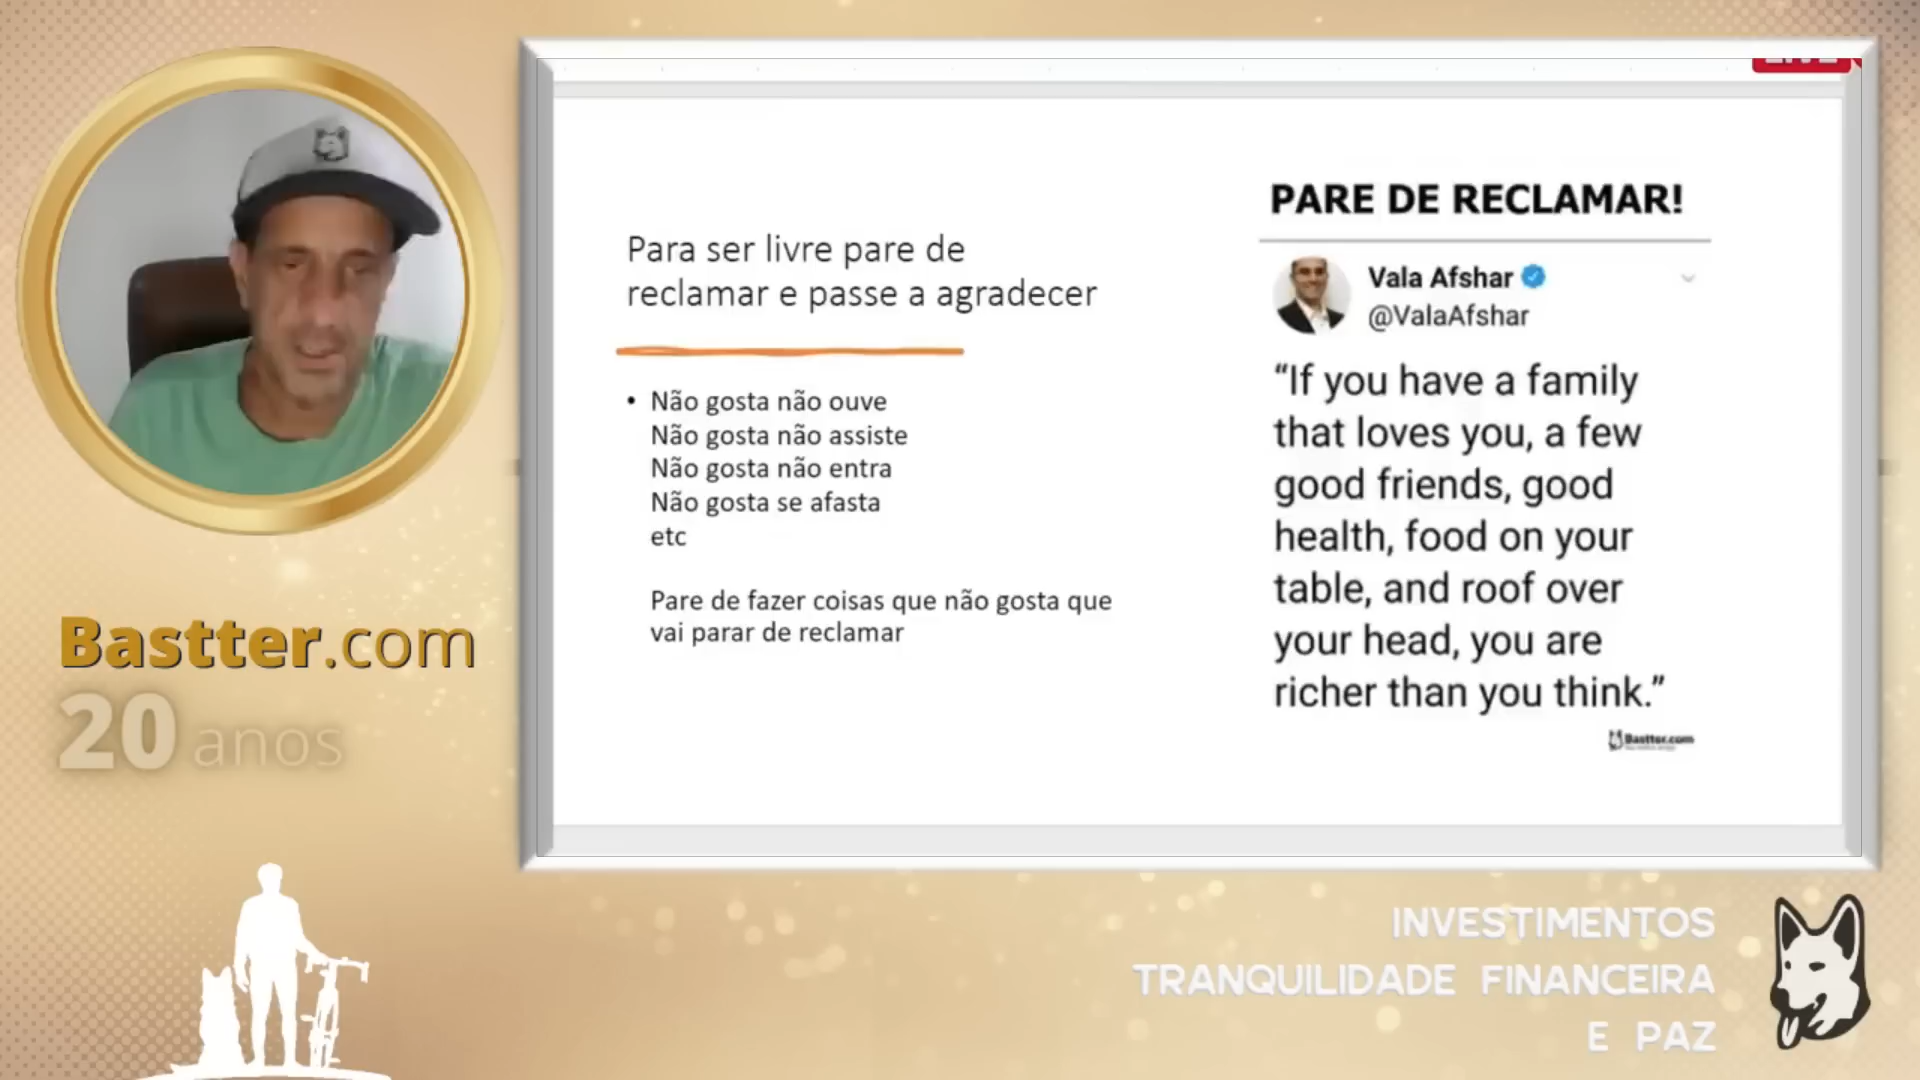 Para ser livre pare de
reclamar e passe a agradecer
• Não gosta não ouve
Não gosta não assiste
Não gosta não entra
Não gosta se afasta
etc
Pare de fazer coisas que não gosta que
vai parar de reclamar
PARE DE RECLAMAR!
Vala Afshar
@ValaAfshar
“If you have a family
that loves you, a few
good friends, good
health, food on your
table, and roof over
your head, you are
richer than you think.”
Bastter.com
Bastter.com
20 anos
INVESTIMENTOS
TRANQUILIDADE FINANCEIRA
E PAZ